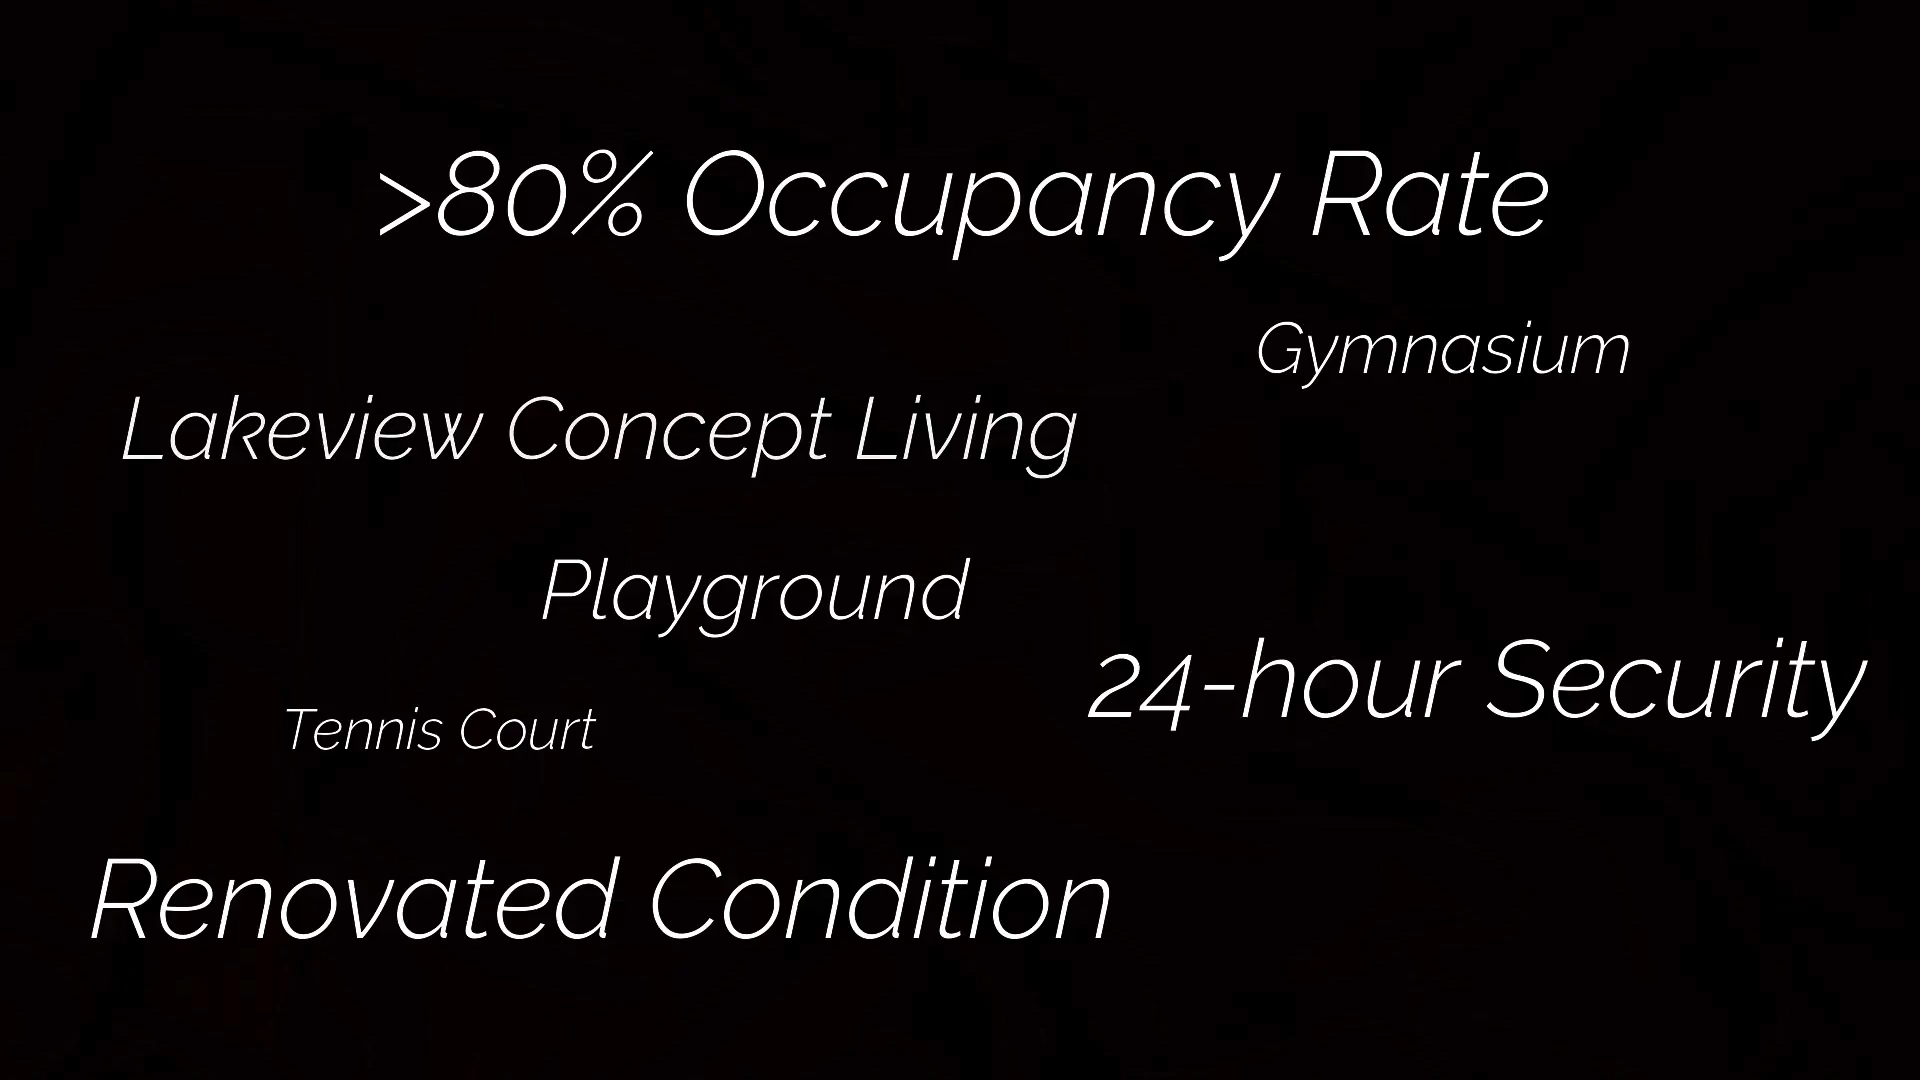 >80% Occupancy Rate
Gymnasium
Lakeview Concept Living
Playground
24-hour Security
Tennis Court
Renovated Condition